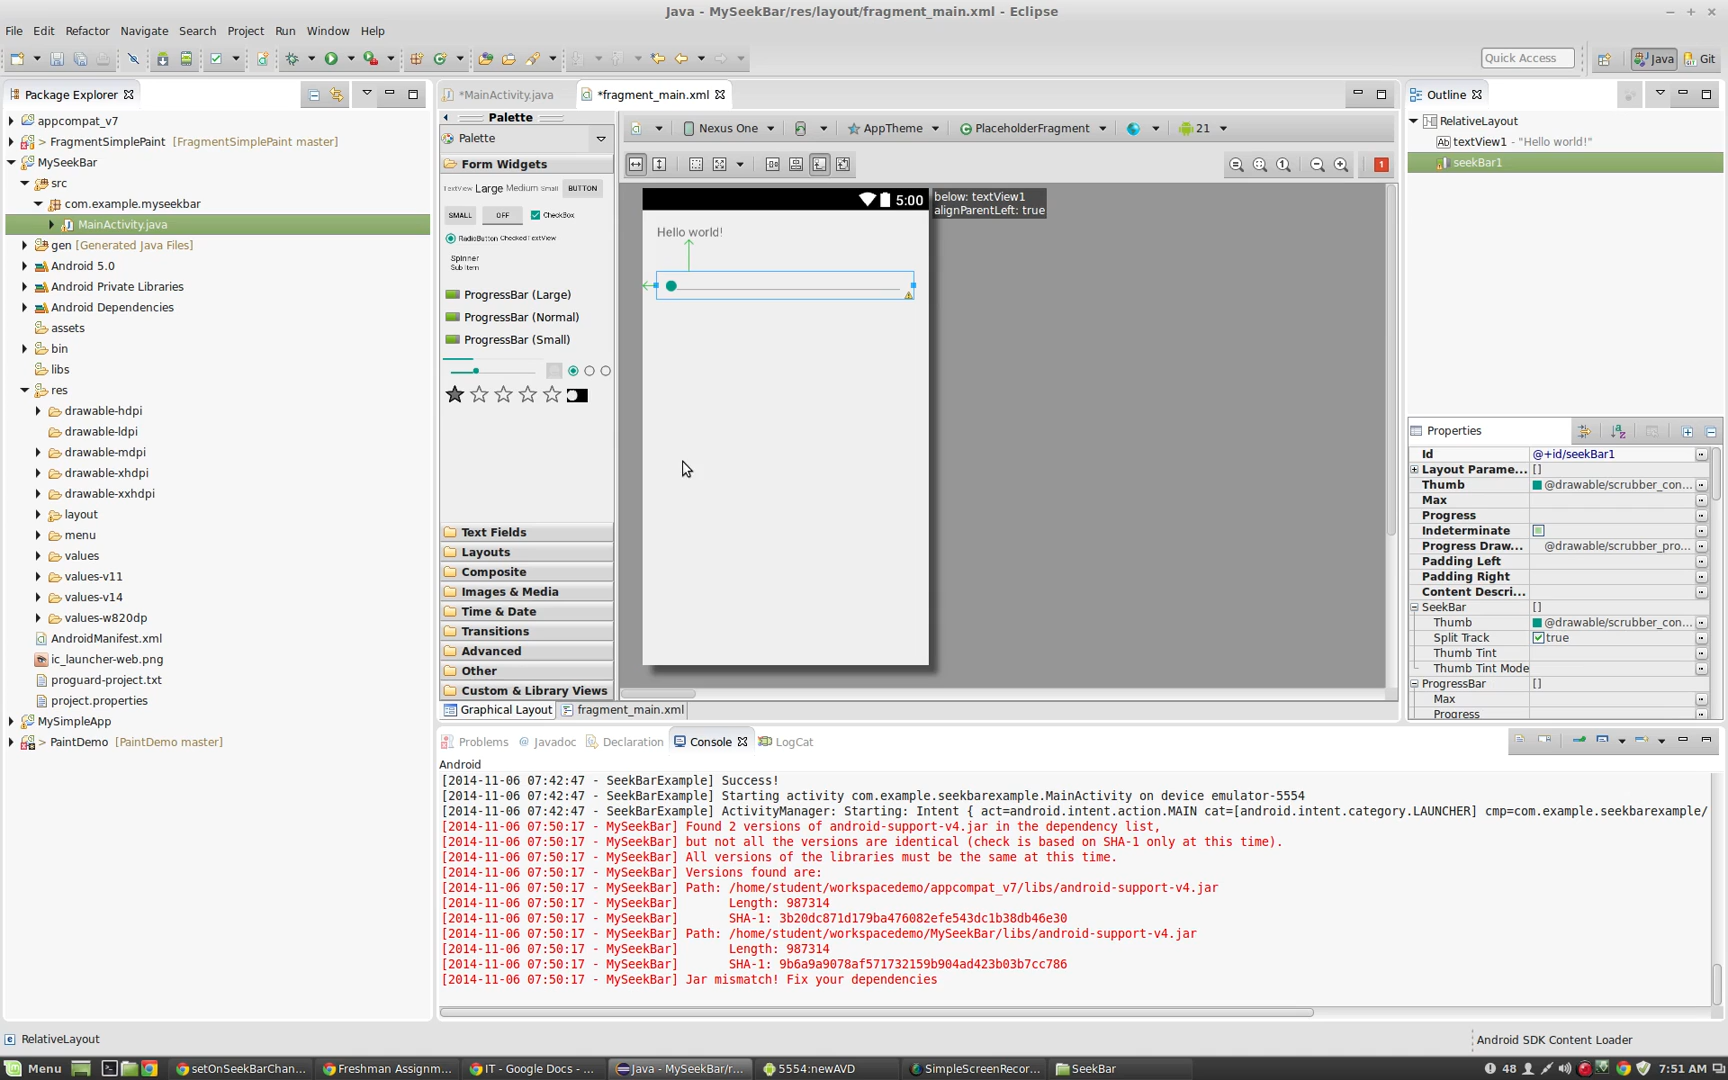 Java - MySeekBar/res/layout/fragment_main.xml - Eclipse
File Edit Refactor Navigate Search Project Run Window Help
Quick Access
Java
Git
Package Explorer
appcompat_v7
> FragmentSimplePaint [FragmentSimplePaint master]
MySeekBar
src
com.example.myseekbar
MainActivity.java
gen [Generated Java Files]
Android 5.0
Android Private Libraries
Android Dependencies
assets
bin
libs
res
drawable-hdpi
drawable-ldpi
drawable-mdpi
drawable-xhdpi
drawable-xxhdpi
layout
menu
values
values-v11
values-v14
values-w820dp
AndroidManifest.xml
ic_launcher-web.png
proguard-project.txt
project.properties
MySimpleApp
> PaintDemo [PaintDemo master]
*MainActivity.java
*fragment_main.xml
Palette
Palette
Form Widgets
TextView Large Medium Small BUTTON
SMALL OFF CheckBox
RadioButton CheckedTextView
Spinner
Sub Item
ProgressBar (Large)
ProgressBar (Normal)
ProgressBar (Small)
Text Fields
Layouts
Composite
Images & Media
Time & Date
Transitions
Advanced
Other
Custom & Library Views
Nexus One
AppTheme
PlaceholderFragment
21
1
1
5:00
below: textView1
alignParentLeft: true
Hello world!
Graphical Layout
fragment_main.xml
Outline
RelativeLayout
Ab textView1 - "Hello world!"
seekBar1
Properties
Id @+id/seekBar1
Layout Parame... []
Thumb @drawable/scrubber_con...
Max
Progress
Indeterminate
Progress Draw... @drawable/scrubber_pro...
Padding Left
Padding Right
Content Descri...
SeekBar []
Thumb @drawable/scrubber_con...
Split Track true
Thumb Tint
Thumb Tint Mode
ProgressBar []
Max
Progress
Problems
@ Javadoc
Declaration
Console
LogCat
Android
[2014-11-06 07:42:47 - SeekBarExample] Success!
[2014-11-06 07:42:47 - SeekBarExample] Starting activity com.example.seekbarexample.MainActivity on device emulator-5554
[2014-11-06 07:42:47 - SeekBarExample] ActivityManager: Starting: Intent { act=android.intent.action.MAIN cat=[android.intent.category.LAUNCHER] cmp=com.example.seekbarexample/
[2014-11-06 07:50:17 - MySeekBar] Found 2 versions of android-support-v4.jar in the dependency list,
[2014-11-06 07:50:17 - MySeekBar] but not all the versions are identical (check is based on SHA-1 only at this time).
[2014-11-06 07:50:17 - MySeekBar] All versions of the libraries must be the same at this time.
[2014-11-06 07:50:17 - MySeekBar] Versions found are:
[2014-11-06 07:50:17 - MySeekBar] Path: /home/student/workspacedemo/appcompat_v7/libs/android-support-v4.jar
[2014-11-06 07:50:17 - MySeekBar] Length: 987314
[2014-11-06 07:50:17 - MySeekBar] SHA-1: 3b20dc871d179ba476082efe543dc1b38db46e30
[2014-11-06 07:50:17 - MySeekBar] Path: /home/student/workspacedemo/MySeekBar/libs/android-support-v4.jar
[2014-11-06 07:50:17 - MySeekBar] Length: 987314
[2014-11-06 07:50:17 - MySeekBar] SHA-1: 9b6a9a9078af571732159b904ad423b03b7cc786
[2014-11-06 07:50:17 - MySeekBar] Jar mismatch! Fix your dependencies
RelativeLayout
Android SDK Content Loader
Menu
setOnSeekBarChan...
Freshman Assignm...
IT - Google Docs - ...
Java - MySeekBar/r...
5554:newAVD
SimpleScreenRecor...
SeekBar
48
7:51 AM